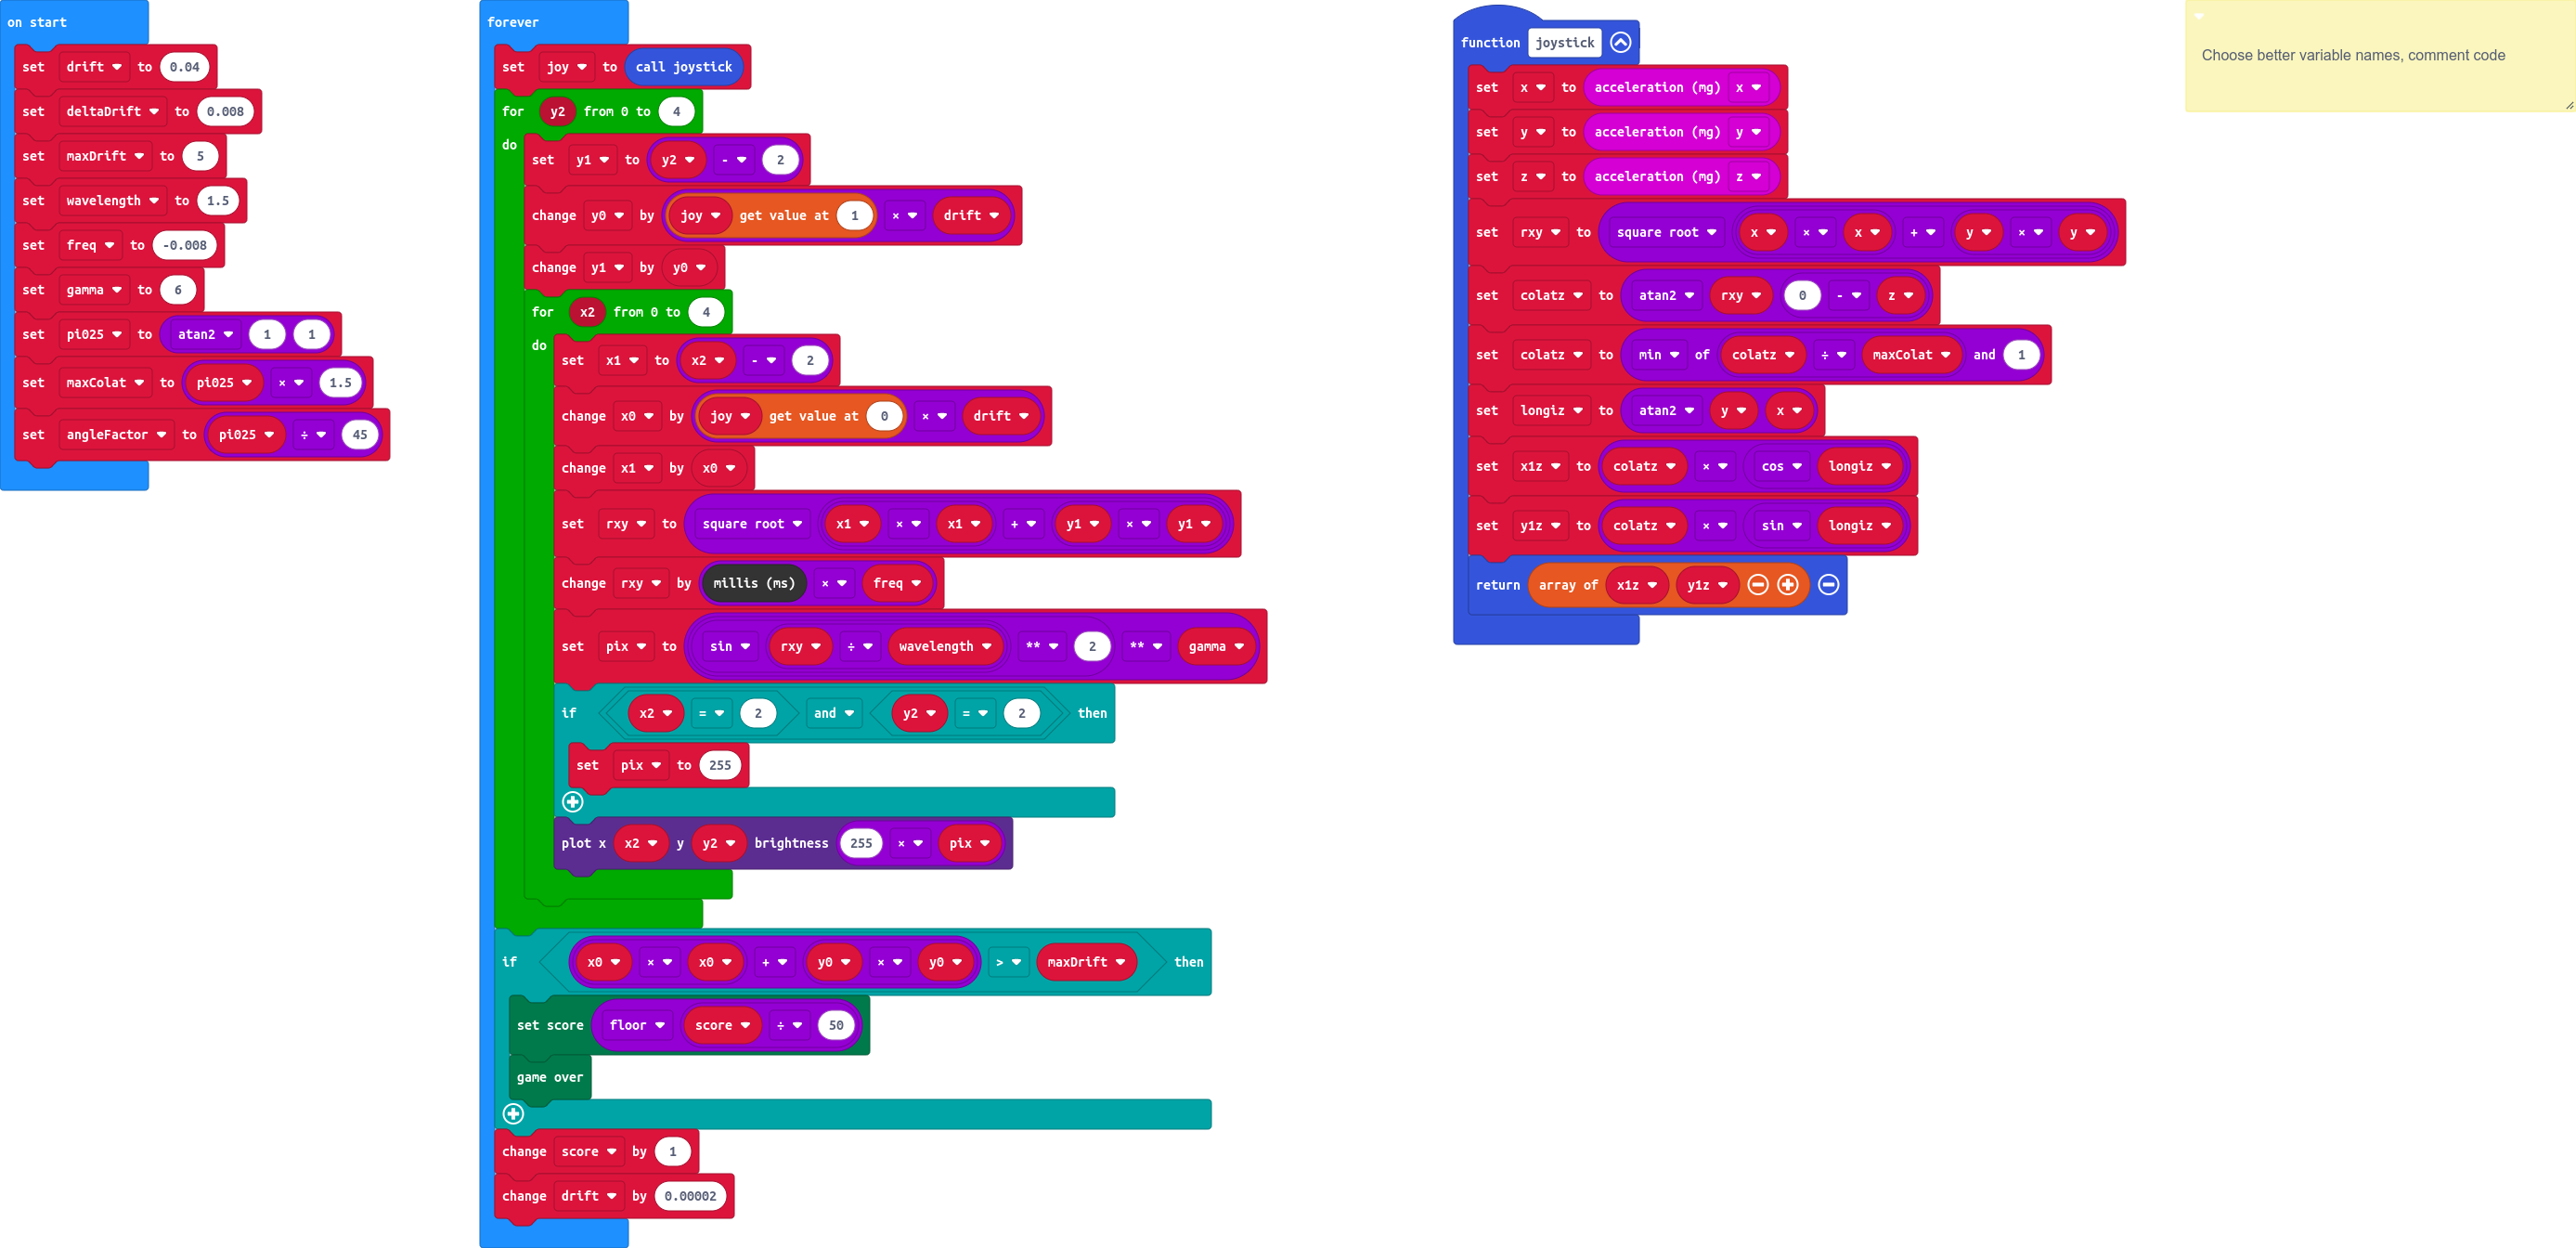 on start
set drift to 0.04
set deltaDrift to 0.008
set maxDrift to 5
set wavelength to 1.5
set freq to -0.008
set gamma to 6
set pi025 to atan2 1 1
set maxColat to pi025 × 1.5
set angleFactor to pi025 ÷ 45
forever
set joy to call joystick
for y2 from 0 to 4
do
set y1 to y2 - 2
change y0 by joy get value at 1 × drift
change y1 by y0
for x2 from 0 to 4
do
set x1 to x2 - 2
change x0 by joy get value at 0 × drift
change x1 by x0
set rxy to square root x1 × x1 + y1 × y1
change rxy by millis (ms) × freq
set pix to sin rxy ÷ wavelength ** 2 ** gamma
if x2 = 2 and y2 = 2 then
set pix to 255
plot x x2 y y2 brightness 255 × pix
if x0 × x0 + y0 × y0 > maxDrift then
set score floor score ÷ 50
game over
change score by 1
change drift by 0.00002
function joystick
set x to acceleration (mg) x
set y to acceleration (mg) y
set z to acceleration (mg) z
set rxy to square root x × x + y × y
set colatz to atan2 rxy 0 - z
set colatz to min of colatz ÷ maxColat and 1
set longiz to atan2 y x
set x1z to colatz × cos longiz
set y1z to colatz × sin longiz
return array of x1z y1z
Choose better variable names, comment code